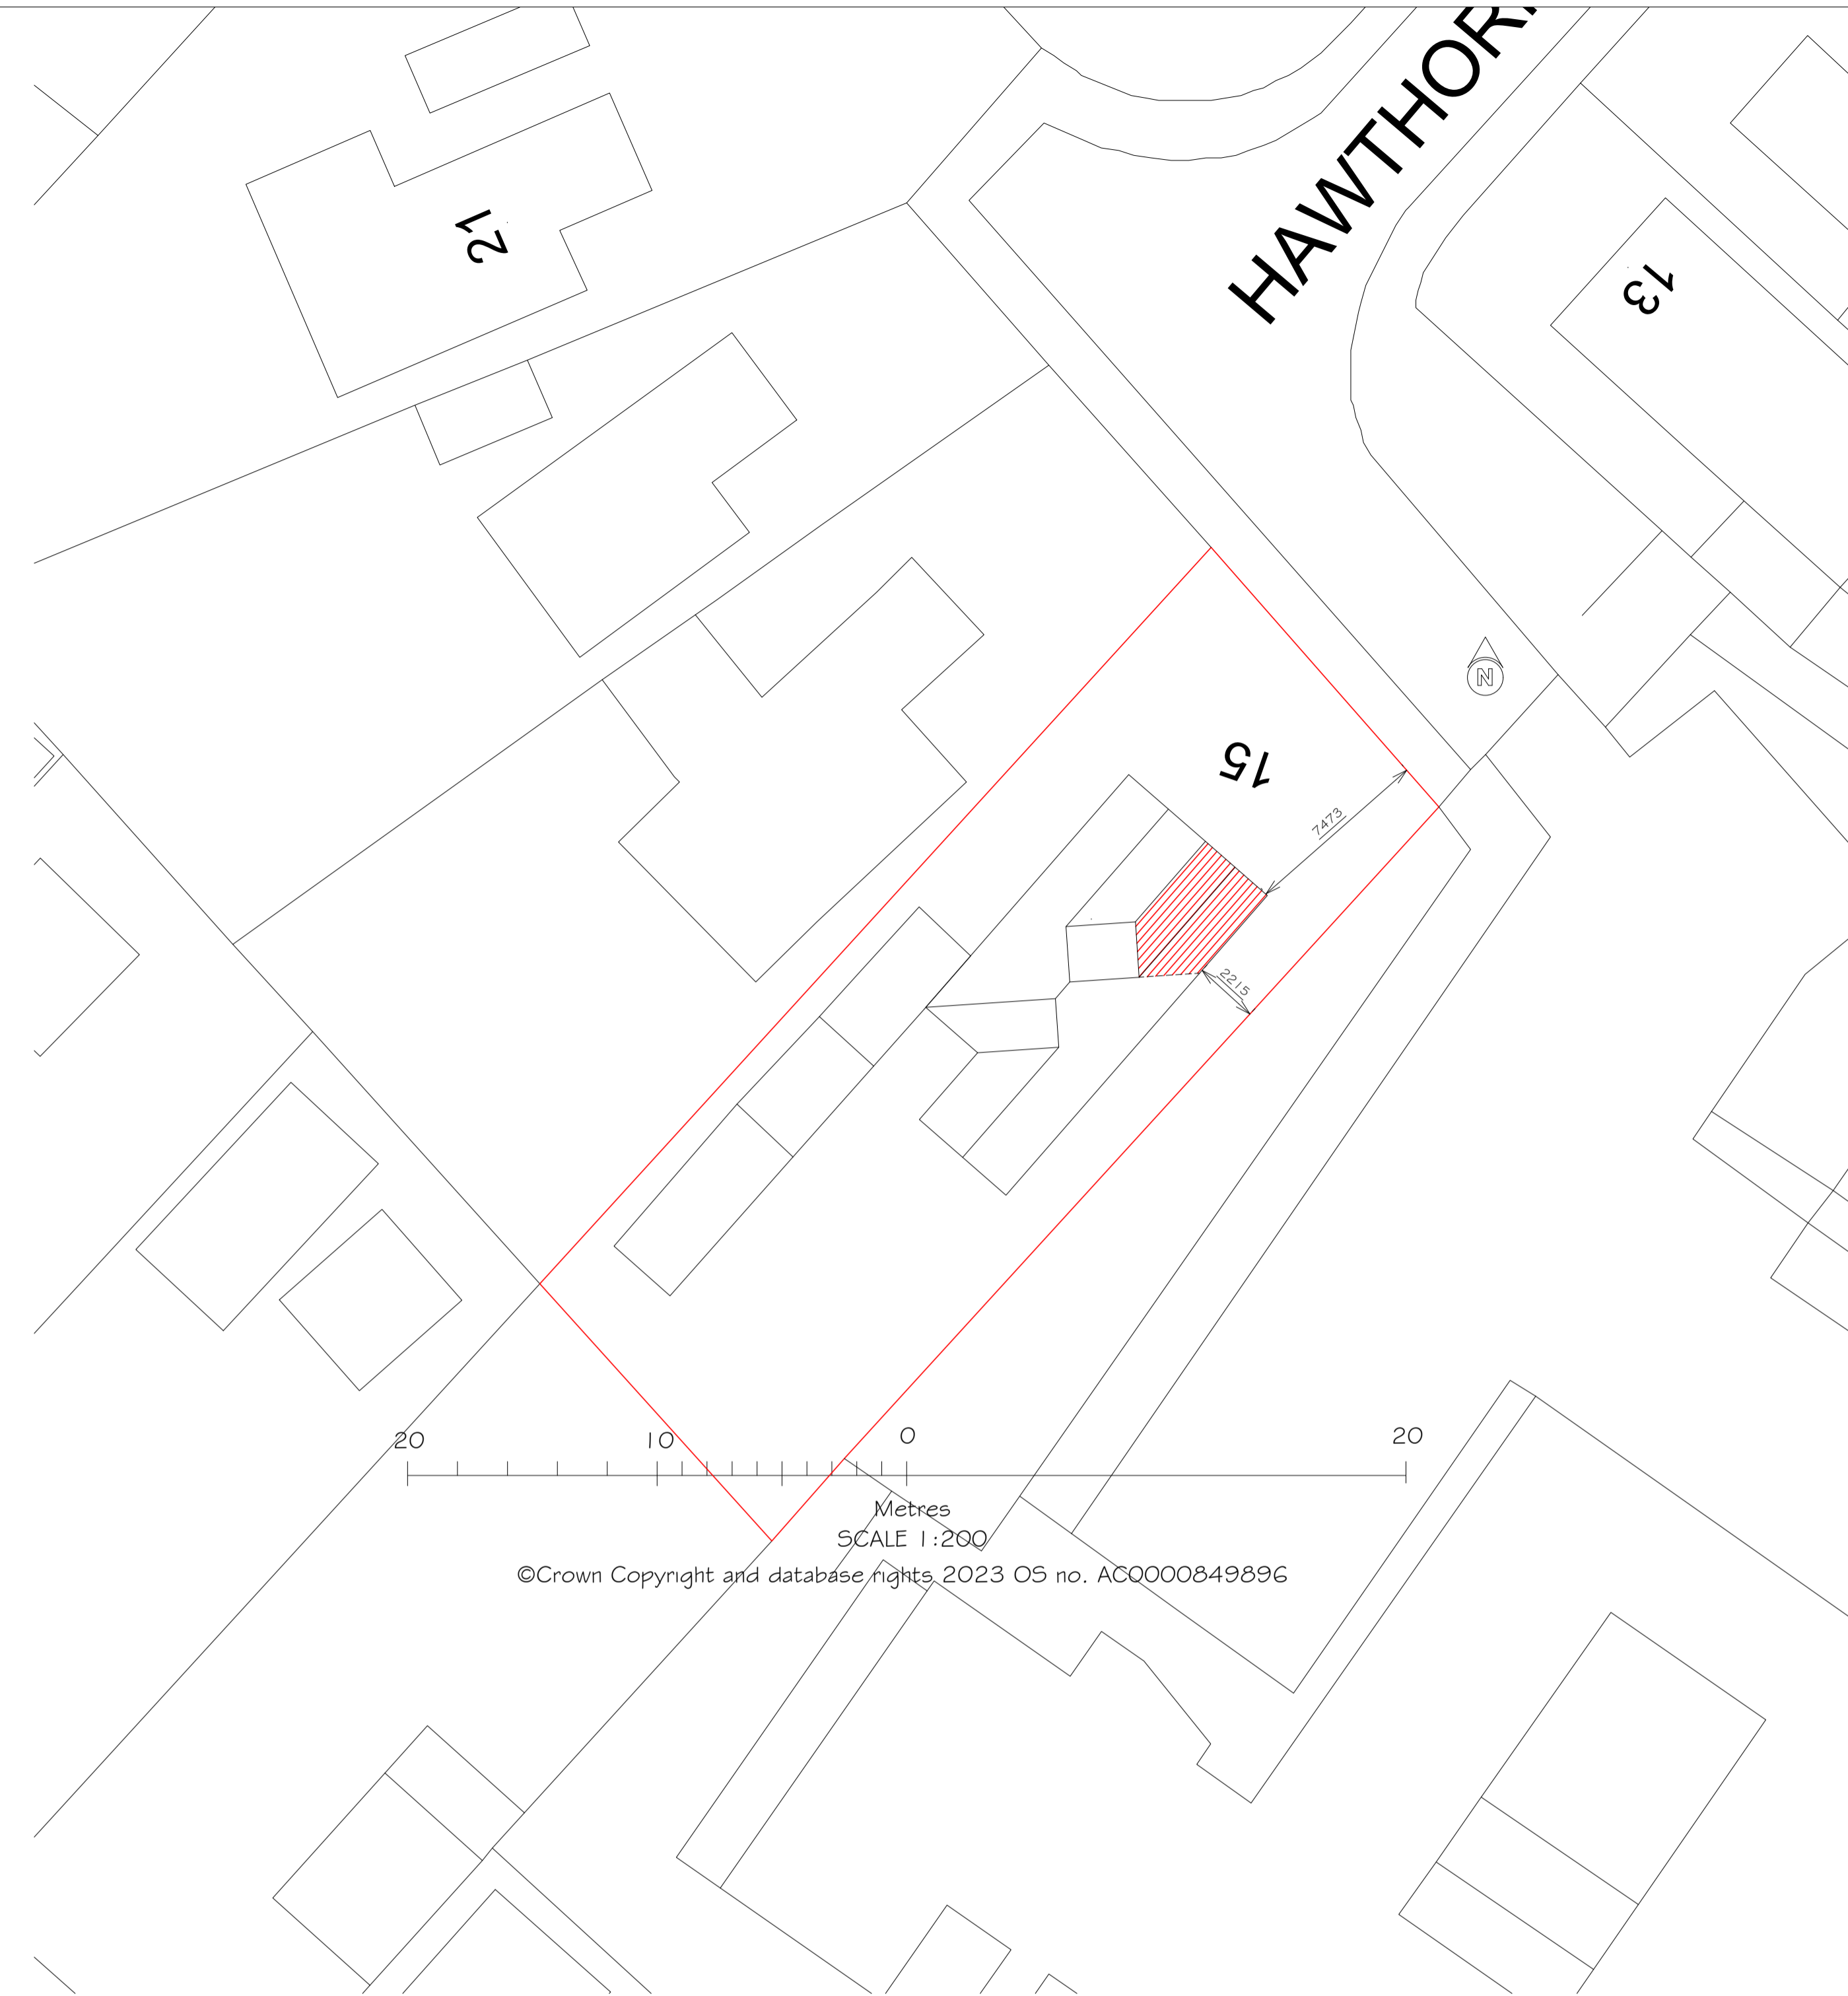 HAWTHOR
21
13
N
15
7473
2215
20 10 0 20
Metres
SCALE 1:200
©Crown Copyright and database rights 2023 OS no. AC0000849896